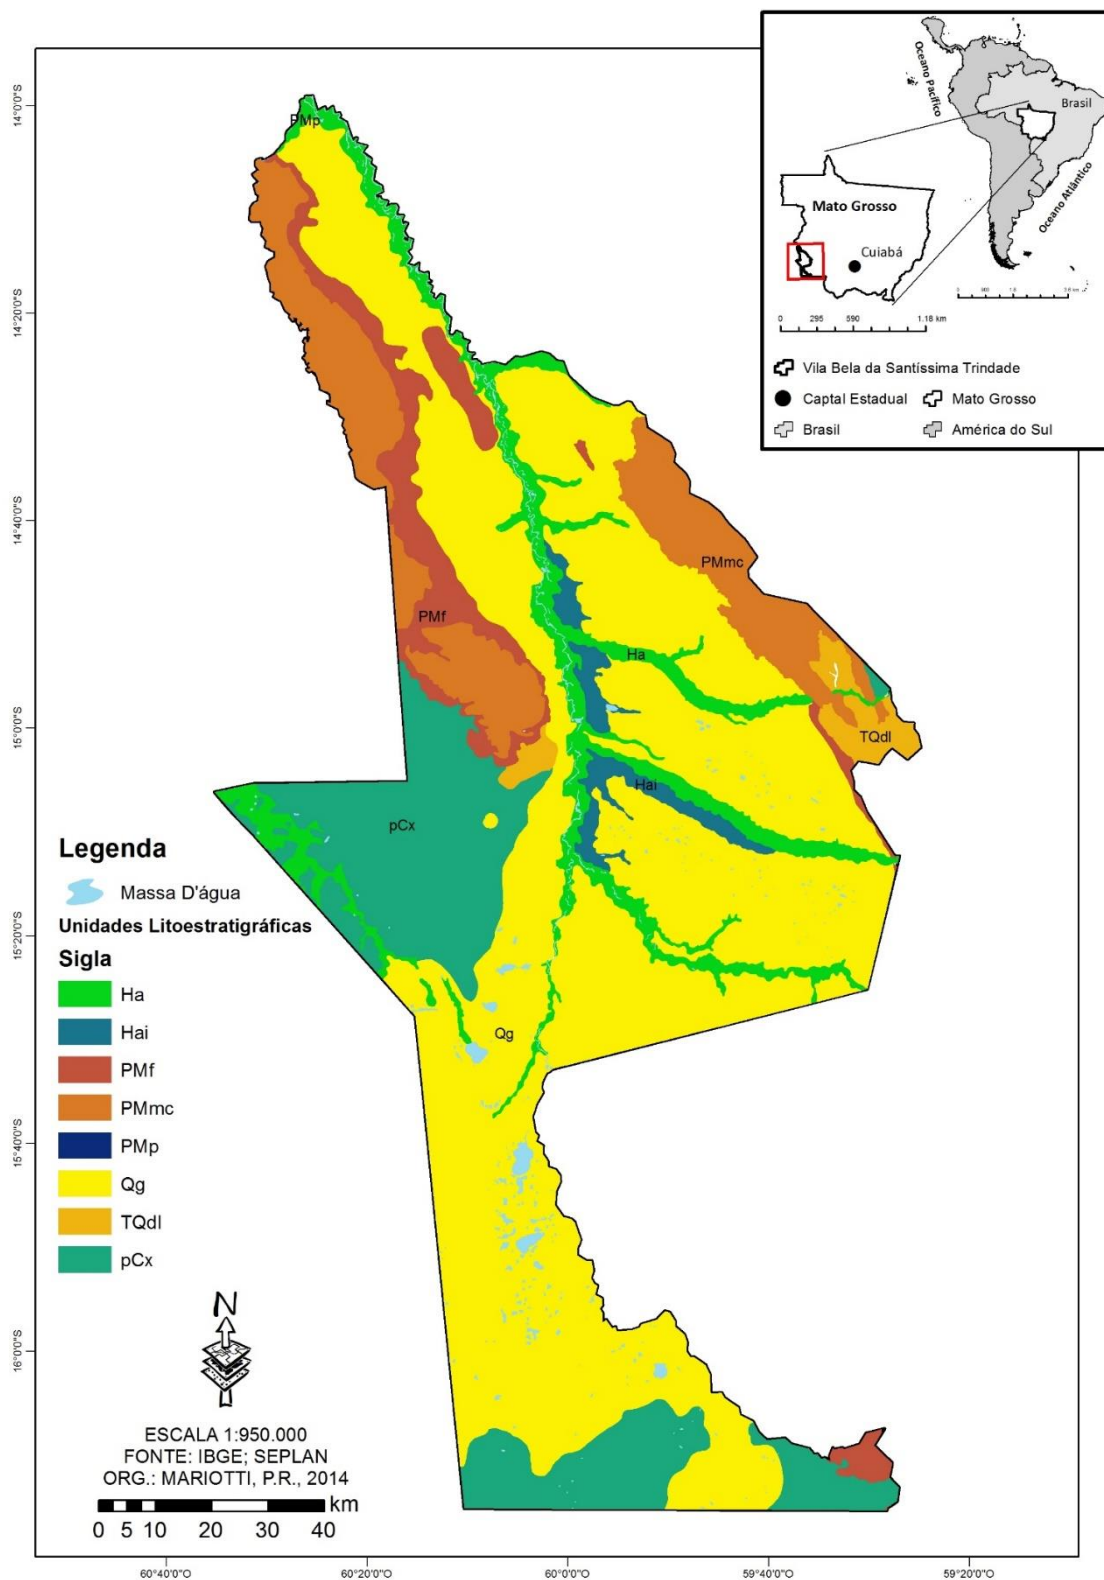 Oceano Pacífico
Brasil
Oceano Atlântico
Mato Grosso
Cuiabá
0 295 590 1.18 km
Vila Bela da Santíssima Trindade
Captal Estadual
Mato Grosso
Brasil
América do Sul
14°0'0"S
14°20'0"S
14°40'0"S
15°0'0"S
15°20'0"S
15°40'0"S
16°0'0"S
PMp
PMmc
PMf
Ha
TQdl
Hai
pCx
Qg
Legenda
Massa D'água
Unidades Litoestratigráficas
Sigla
Ha
Hai
PMf
PMmc
PMp
Qg
TQdl
pCx
N
ESCALA 1:950.000
FONTE: IBGE; SEPLAN
ORG.: MARIOTTI, P.R., 2014
km
0 5 10 20 30 40
60°40'0"O
60°20'0"O
60°0'0"O
59°40'0"O
59°20'0"O